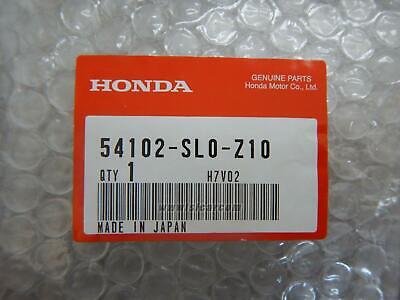 HONDA
GENUINE PARTS
Honda Motor Co., Ltd.
54102-SL0-Z10
QTY 1 H7V02
MADE IN JAPAN